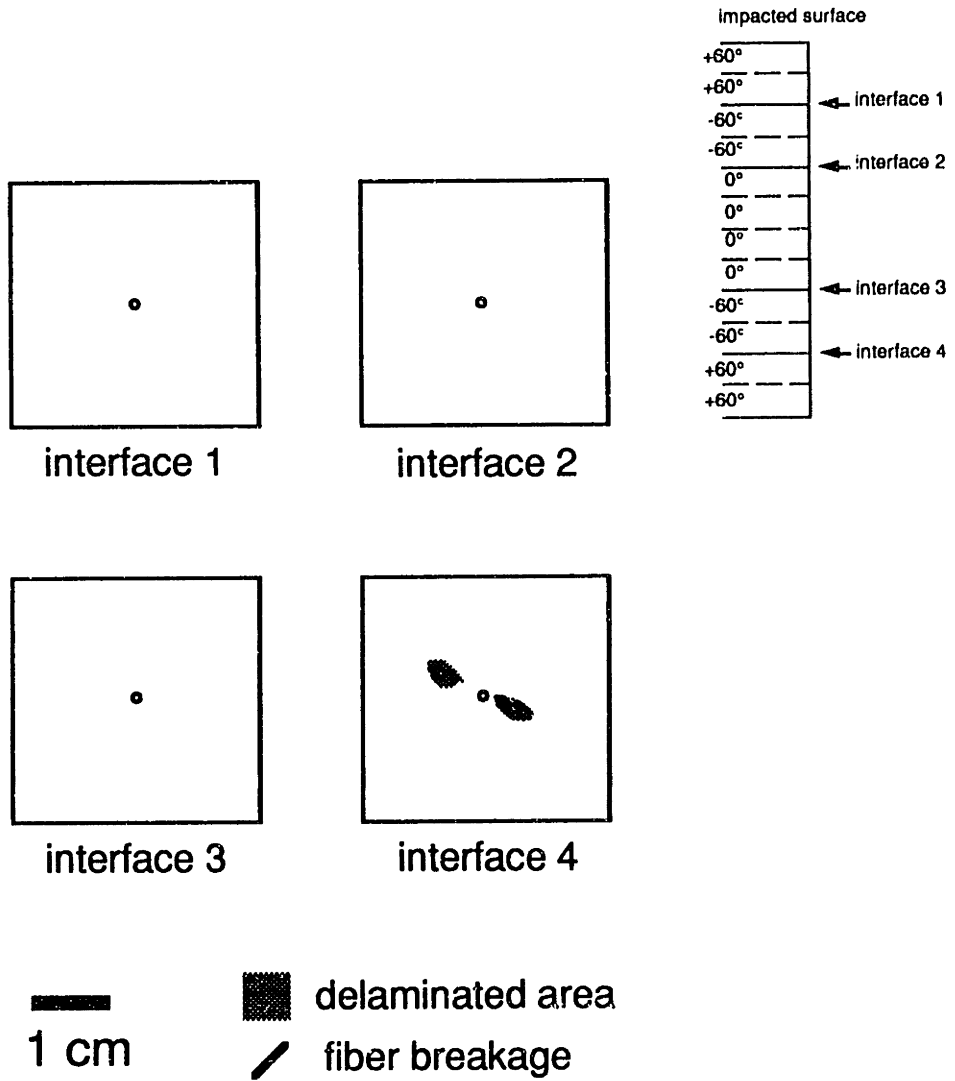 impacted surface
+60°
+60°
interface 1
-60°
-60°
interface 2
0°
0°
0°
0°
interface 3
-60°
-60°
interface 4
+60°
+60°
interface 1
interface 2
interface 3
interface 4
delaminated area
1 cm
fiber breakage